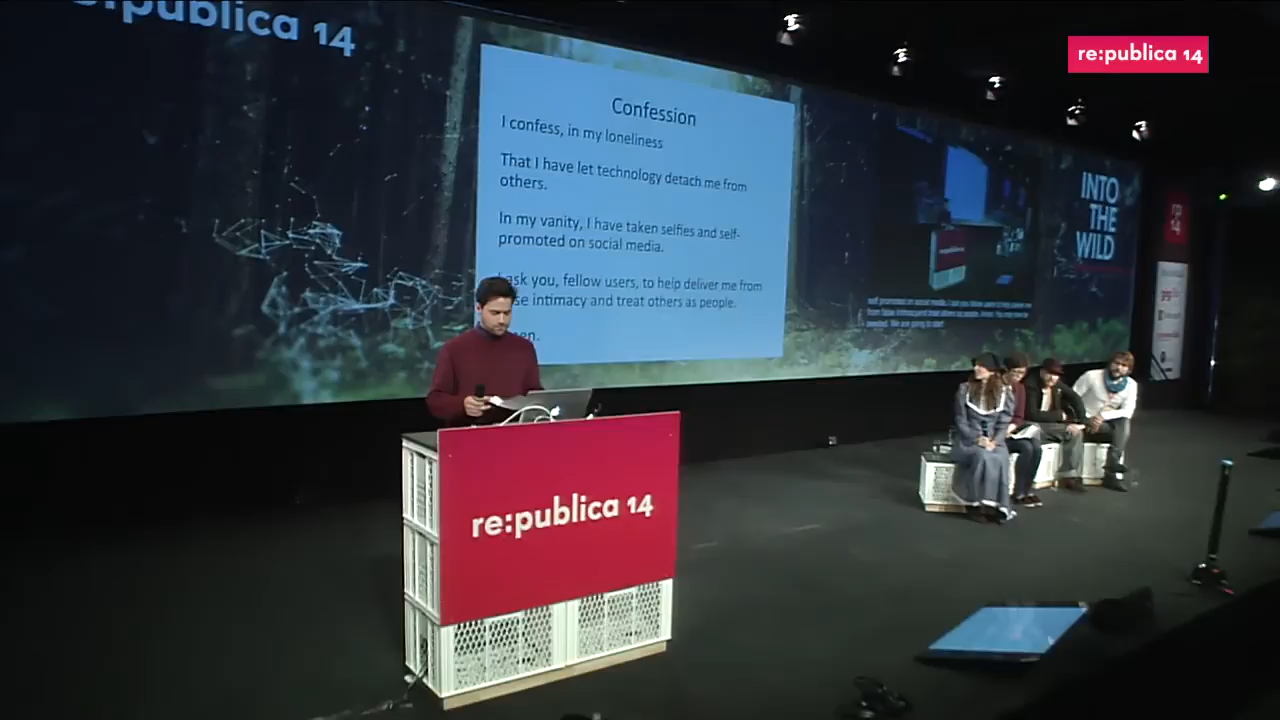 re:publica 14
re:publica 14
Confession
I confess, in my loneliness
That I have let technology detach me from
others.
In my vanity, I have taken selfies and self-
promoted on social media.
ask you, fellow users, to help deliver me from
intimacy and treat others as people.
INTO
THE
WILD
re:publica 14